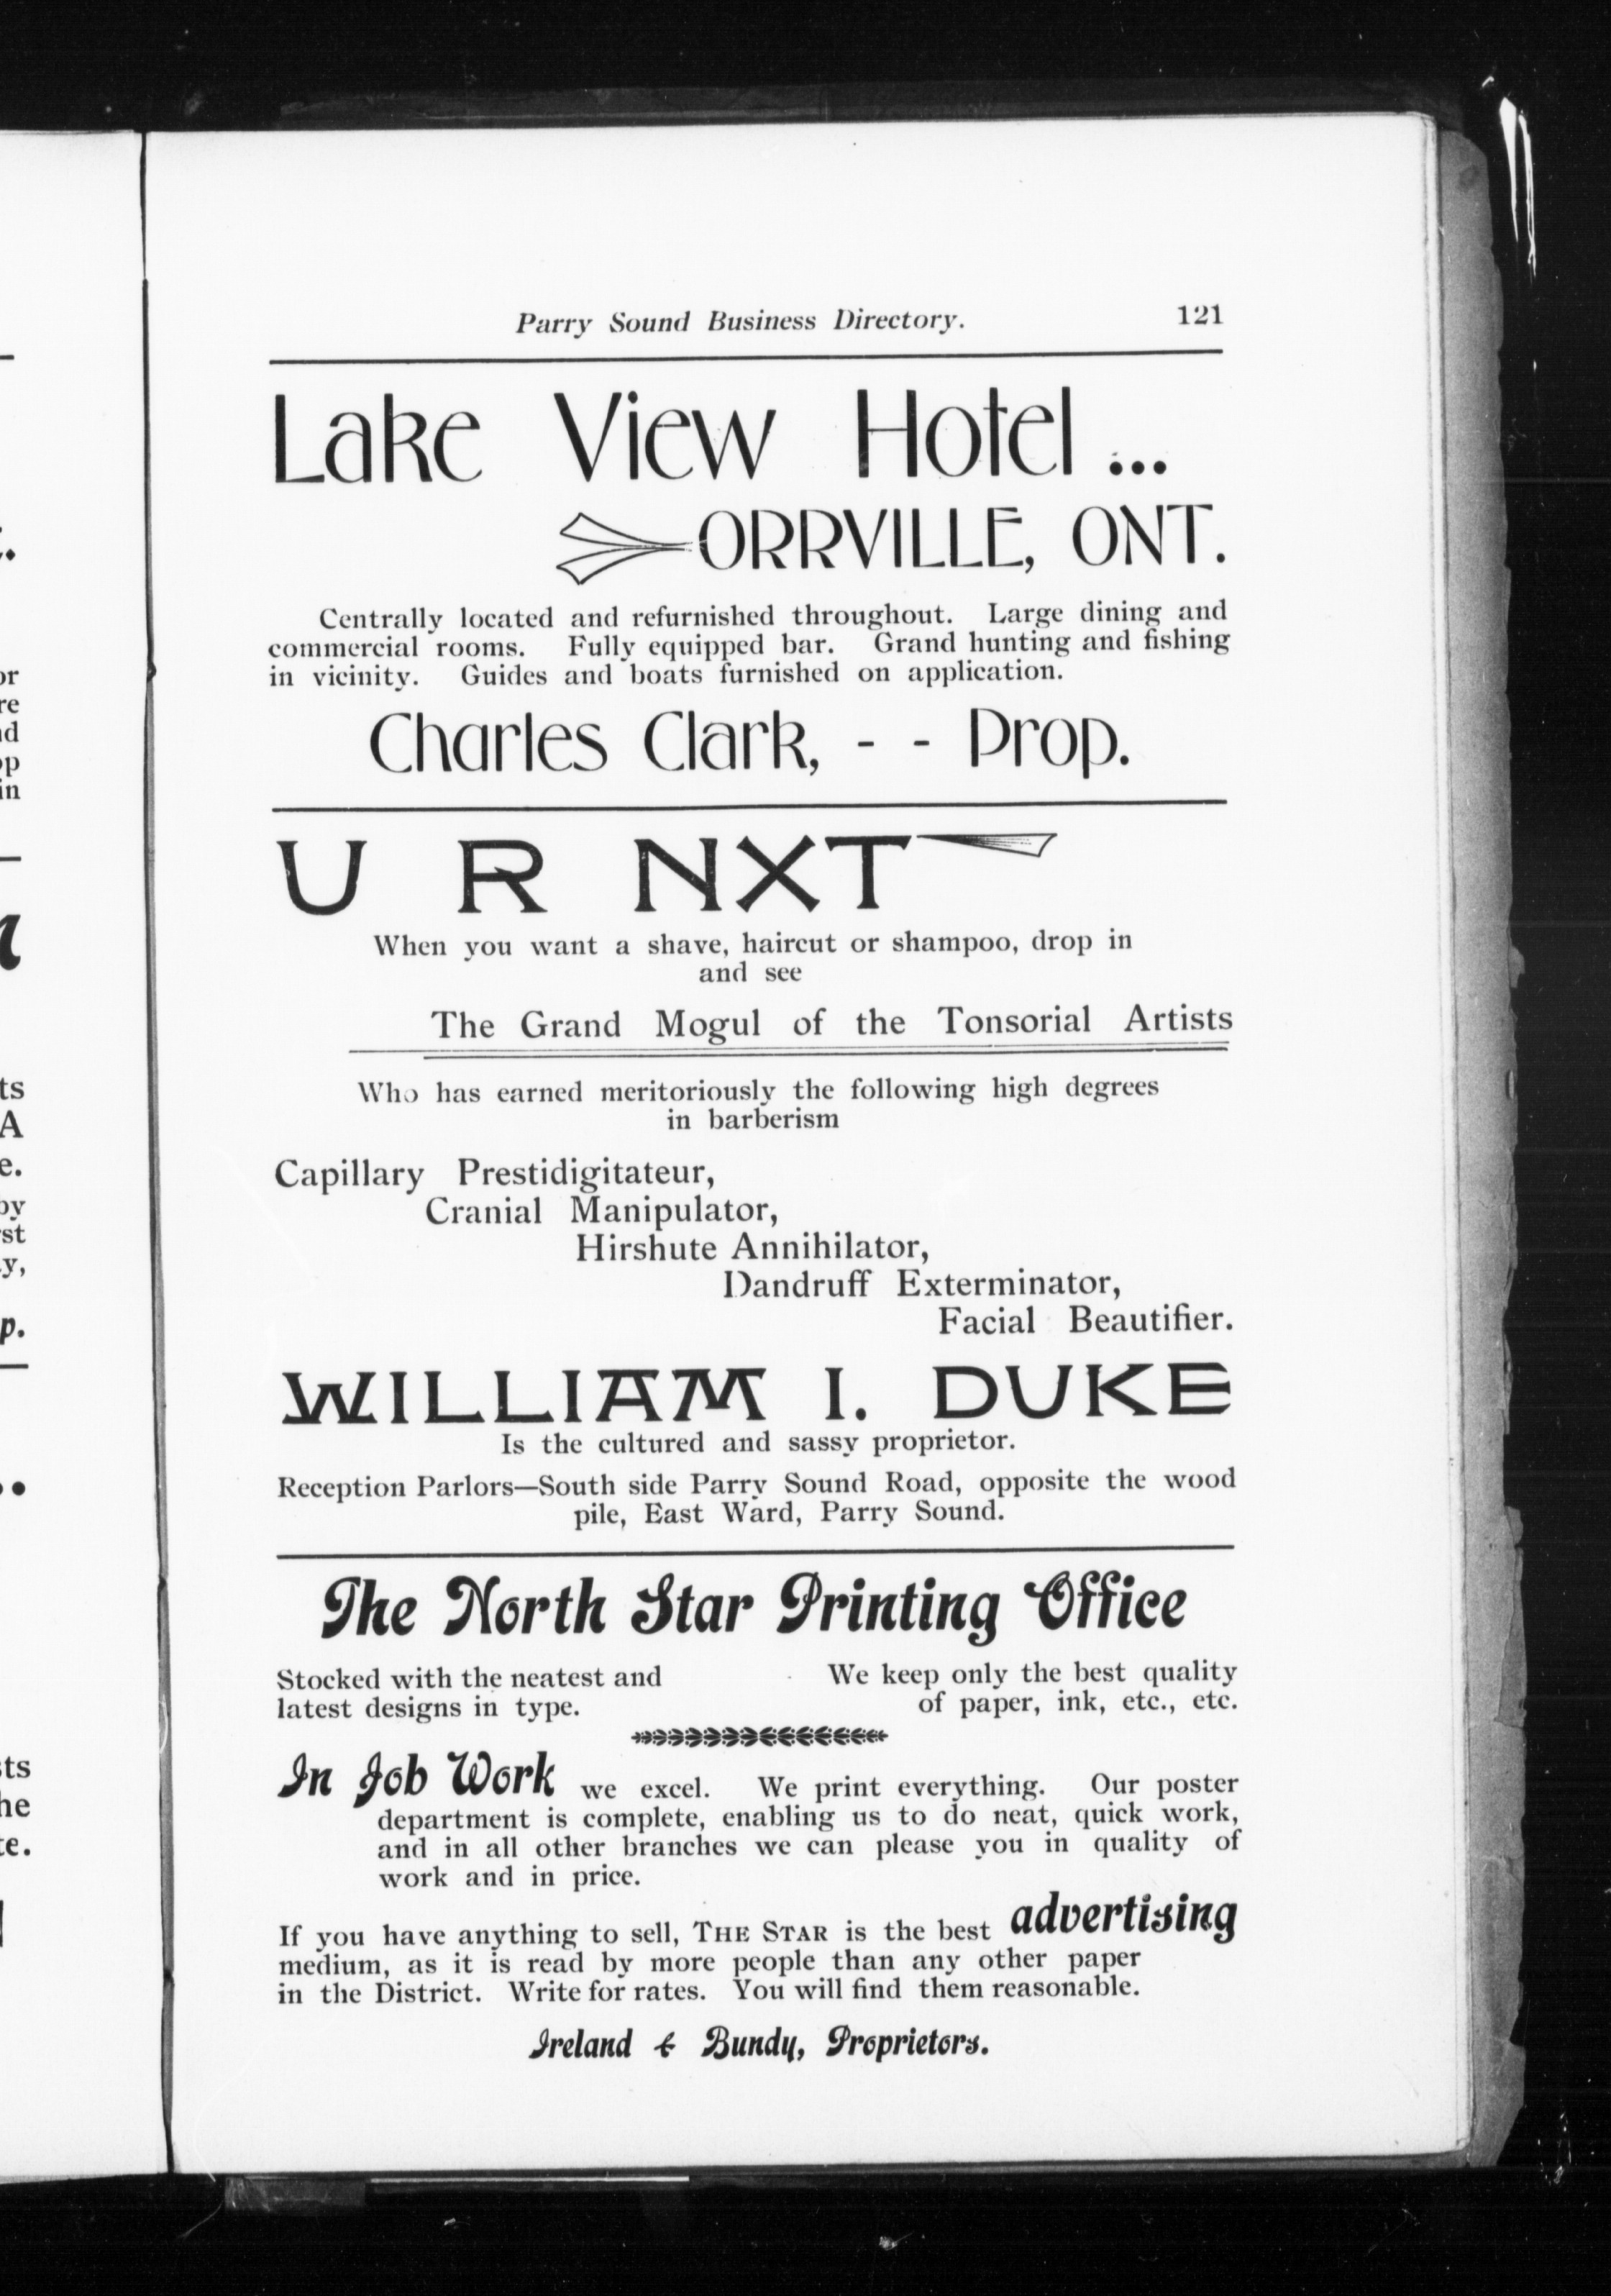 Parry Sound Business Directory. 121
Lake View Hotel ...
ORRVILLE, ONT.
Centrally located and refurnished throughout. Large dining and
commercial rooms. Fully equipped bar. Grand hunting and fishing
in vicinity. Guides and boats furnished on application.
Charles Clark, - - Prop.
U R NXT
When you want a shave, haircut or shampoo, drop in
and see
The Grand Mogul of the Tonsorial Artists
Who has earned meritoriously the following high degrees
in barberism
Capillary Prestidigitateur,
Cranial Manipulator,
Hirshute Annihilator,
Dandruff Exterminator,
Facial Beautifier.
WILLIAM I. DUKE
Is the cultured and sassy proprietor.
Reception Parlors—South side Parry Sound Road, opposite the wood
pile, East Ward, Parry Sound.
The North Star Printing Office
Stocked with the neatest and
latest designs in type.
We keep only the best quality
of paper, ink, etc., etc.
In Job Work we excel. We print everything. Our poster
department is complete, enabling us to do neat, quick work,
and in all other branches we can please you in quality of
work and in price.
If you have anything to sell, THE STAR is the best advertising
medium, as it is read by more people than any other paper
in the District. Write for rates. You will find them reasonable.
Ireland & Bundy, Proprietors.